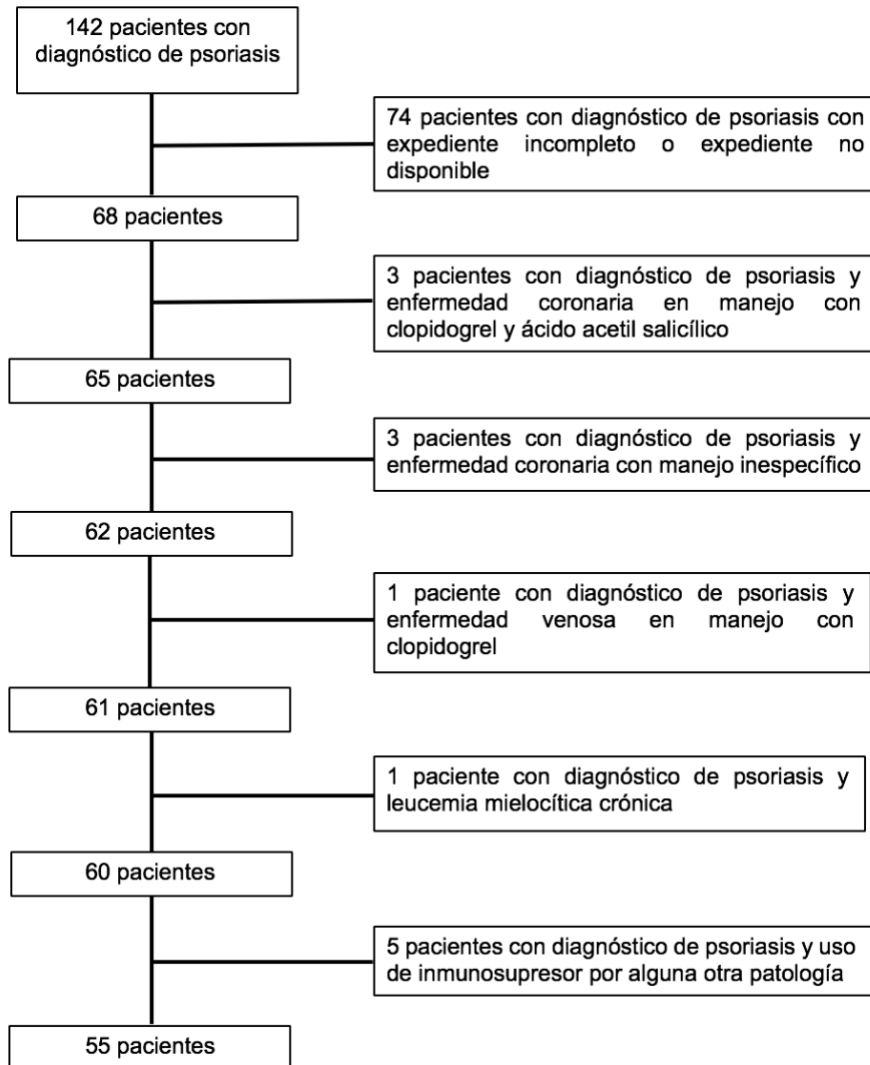 142 pacientes con
diagnóstico de psoriasis
74 pacientes con diagnóstico de psoriasis con
expediente incompleto o expediente no
disponible
68 pacientes
3 pacientes con diagnóstico de psoriasis y
enfermedad coronaria en manejo con
clopidogrel y ácido acetil salicílico
65 pacientes
3 pacientes con diagnóstico de psoriasis y
enfermedad coronaria con manejo inespecífico
62 pacientes
1 paciente con diagnóstico de psoriasis y
enfermedad venosa en manejo con
clopidogrel
61 pacientes
1 paciente con diagnóstico de psoriasis y
leucemia mielocítica crónica
60 pacientes
5 pacientes con diagnóstico de psoriasis y uso
de inmunosupresor por alguna otra patología
55 pacientes